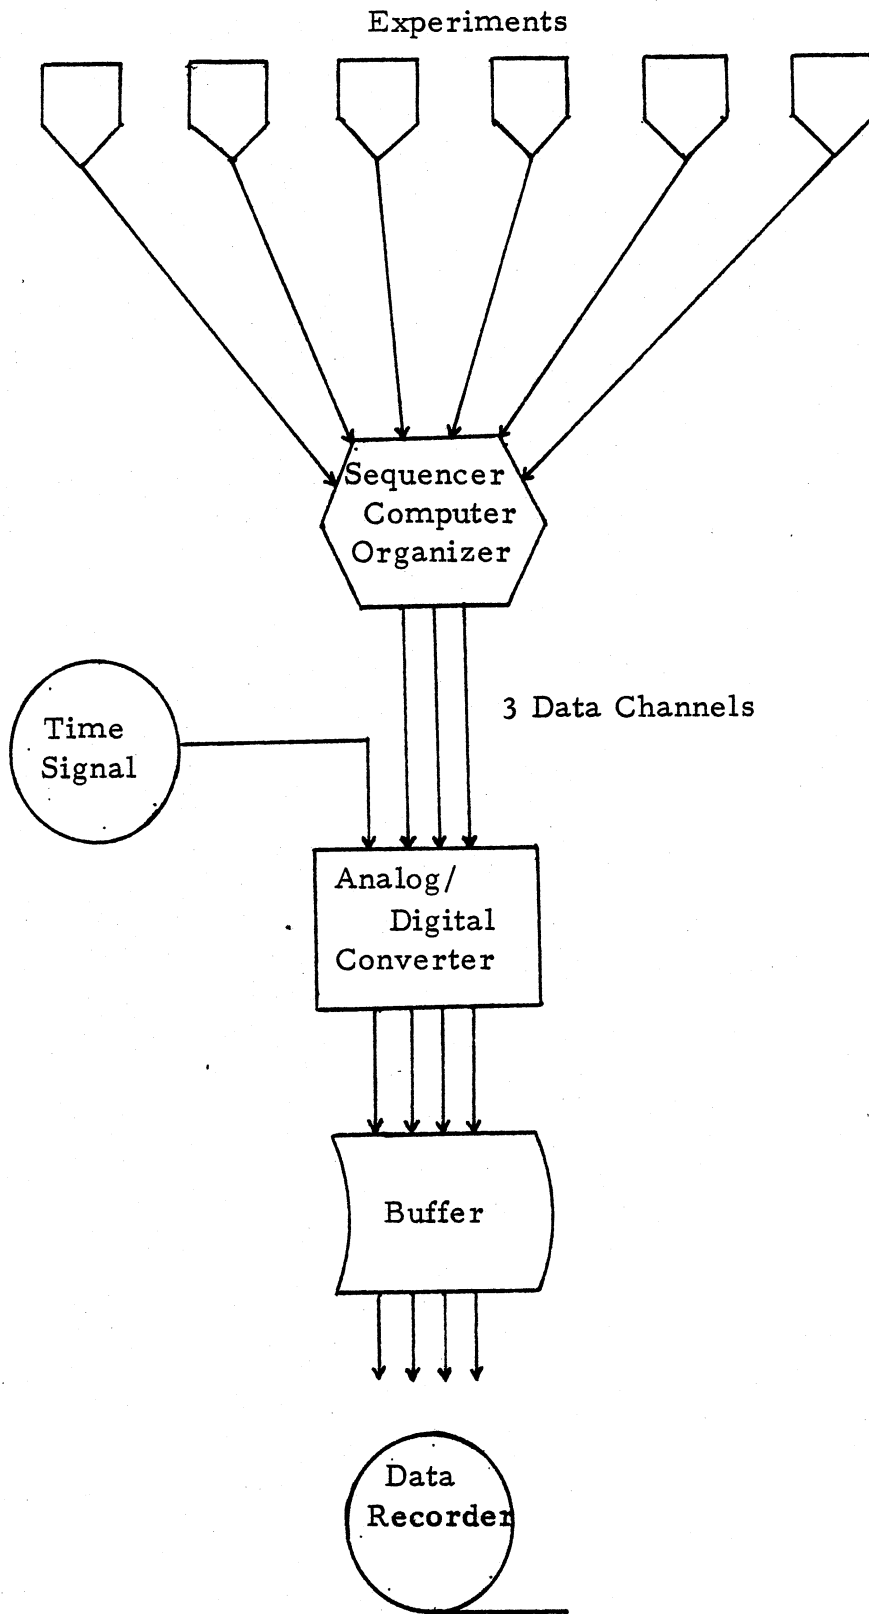 Experiments
Sequencer
Computer
Organizer
3 Data Channels
Time
Signal
Analog/
Digital
Converter
Buffer
Data
Recorder